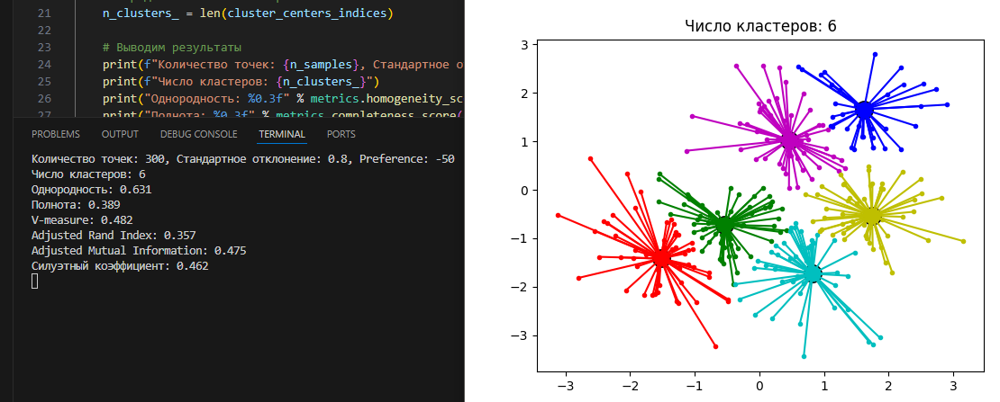 21 n_clusters_ = len(cluster_centers_indices)
22
23 # Выводим результаты
24 print(f"Количество точек: {n_samples}, Стандартное
25 print(f"Число кластеров: {n_clusters_}")
26 print("Однородность: %0.3f" % metrics.homogeneity_sc
27 print("Полнота: %0.3f" % metrics.completeness_score(
PROBLEMS OUTPUT DEBUG CONSOLE TERMINAL PORTS
Количество точек: 300, Стандартное отклонение: 0.8, Preference: -50
Число кластеров: 6
Однородность: 0.631
Полнота: 0.389
V-measure: 0.482
Adjusted Rand Index: 0.357
Adjusted Mutual Information: 0.475
Силуэтный коэффициент: 0.462
Число кластеров: 6
3
2
1
0
−1
−2
−3
−3 −2 −1 0 1 2 3